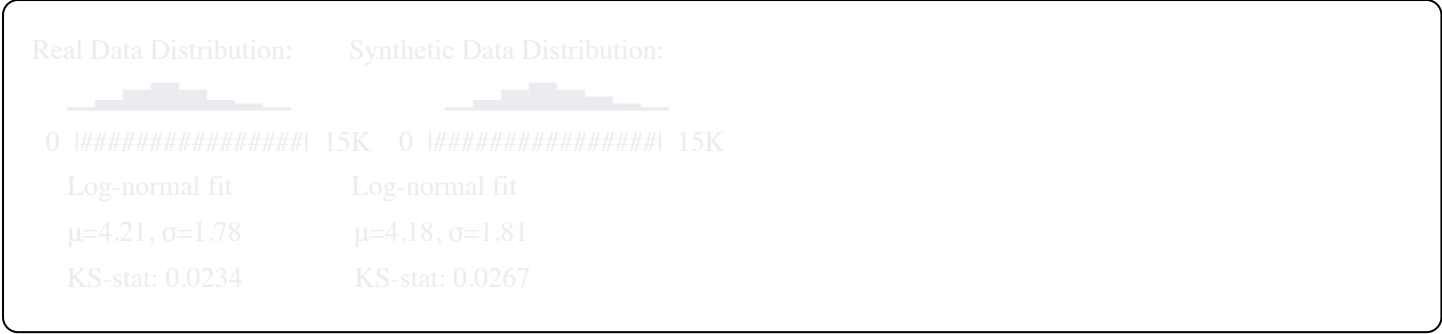 Real Data Distribution: Synthetic Data Distribution:
▁▂▅▇▅▃▂▁ ▁▃▅▇▅▄▂▁
0 |################| 15K 0 |################| 15K
Log-normal fit Log-normal fit
μ=4.21, σ=1.78 μ=4.18, σ=1.81
KS-stat: 0.0234 KS-stat: 0.0267